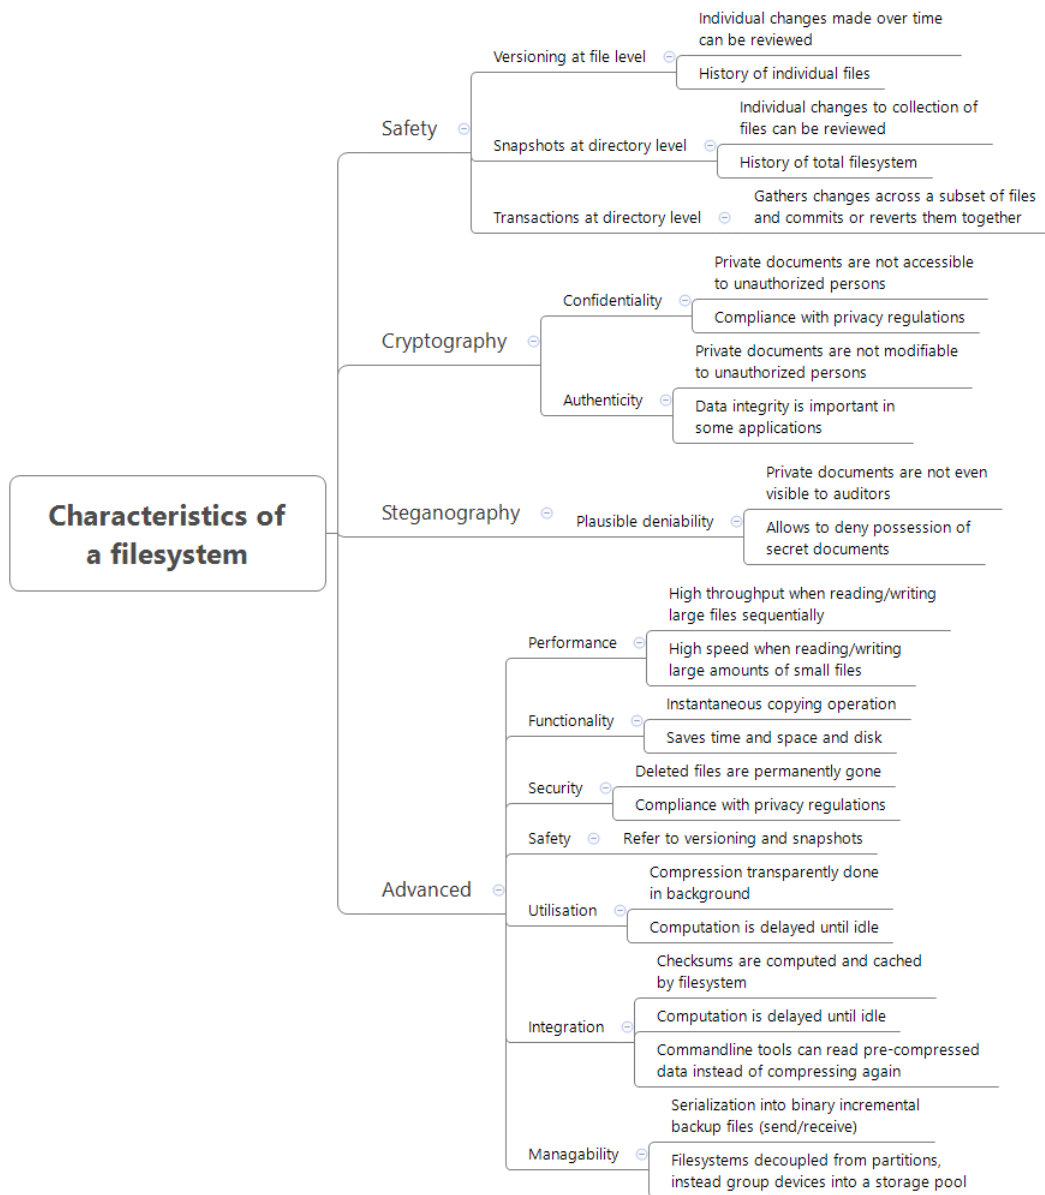 Characteristics of
a filesystem
Safety
Versioning at file level
Individual changes made over time
can be reviewed
History of individual files
Snapshots at directory level
Individual changes to collection of
files can be reviewed
History of total filesystem
Transactions at directory level
Gathers changes across a subset of files
and commits or reverts them together
Cryptography
Confidentiality
Private documents are not accessible
to unauthorized persons
Compliance with privacy regulations
Authenticity
Private documents are not modifiable
to unauthorized persons
Data integrity is important in
some applications
Steganography
Plausible deniability
Private documents are not even
visible to auditors
Allows to deny possession of
secret documents
Advanced
Performance
High throughput when reading/writing
large files sequentially
High speed when reading/writing
large amounts of small files
Functionality
Instantaneous copying operation
Saves time and space and disk
Security
Deleted files are permanently gone
Compliance with privacy regulations
Safety
Refer to versioning and snapshots
Utilisation
Compression transparently done
in background
Computation is delayed until idle
Integration
Checksums are computed and cached
by filesystem
Computation is delayed until idle
Commandline tools can read pre-compressed
data instead of compressing again
Managability
Serialization into binary incremental
backup files (send/receive)
Filesystems decoupled from partitions,
instead group devices into a storage pool